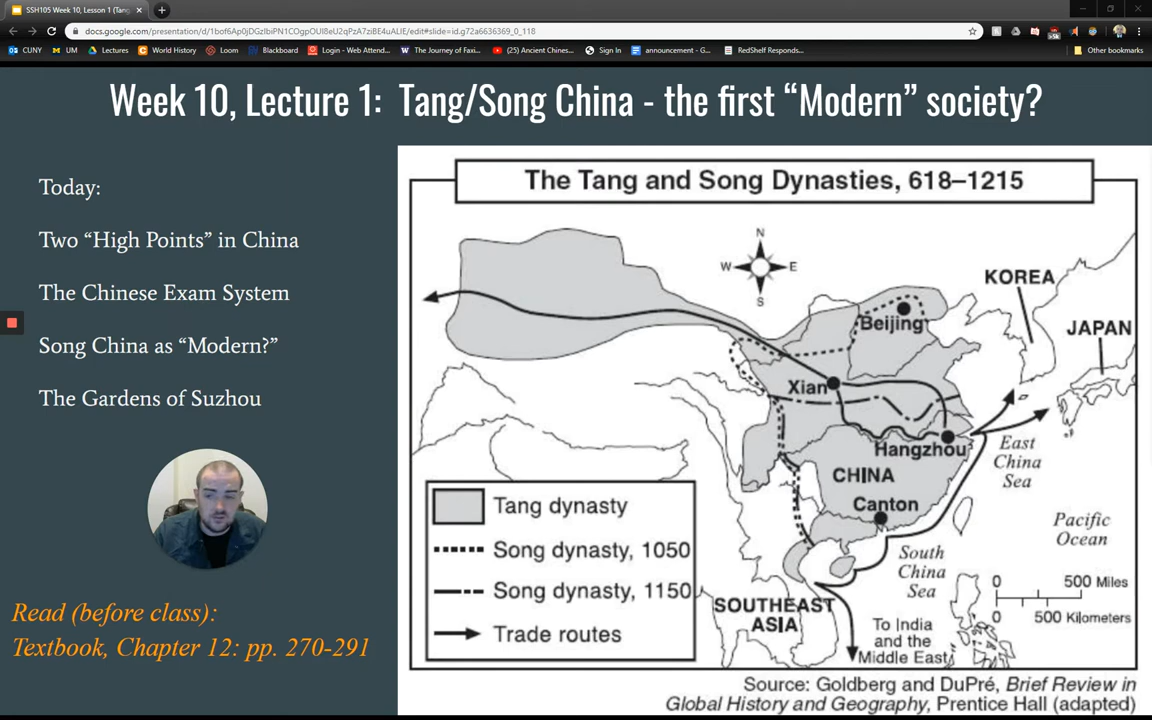 SSH105 Week 10, Lesson 1 (Tang
docs.google.com/presentation/d/1bof6Ap0jDGzIbiPN1COgpOUI8eU2qPzA7ziBE4uALIE/edit#slide=id.g72a6636369_0_118
CUNY UM Lectures World History Loom Blackboard Login - Web Attend... The Journey of Faxi... (5) Ancient Chines... Sign In announcement - G... RedShelf Responds... Other bookmarks
Week 10, Lecture 1: Tang/Song China - the first “Modern” society?
Today:
Two “High Points” in China
The Chinese Exam System
Song China as “Modern?”
The Gardens of Suzhou
Read (before class):
Textbook, Chapter 12: pp. 270-291
The Tang and Song Dynasties, 618–1215
N
W E
S
KOREA
Beijing
JAPAN
Xian
Hangzhou
East
China
Sea
CHINA
Canton
Pacific
Ocean
South
China
Sea
SOUTHEAST
ASIA
To India
and the
Middle East
0 500 Miles
0 500 Kilometers
Tang dynasty
Song dynasty, 1050
Song dynasty, 1150
Trade routes
Source: Goldberg and DuPré, Brief Review in
Global History and Geography, Prentice Hall (adapted)